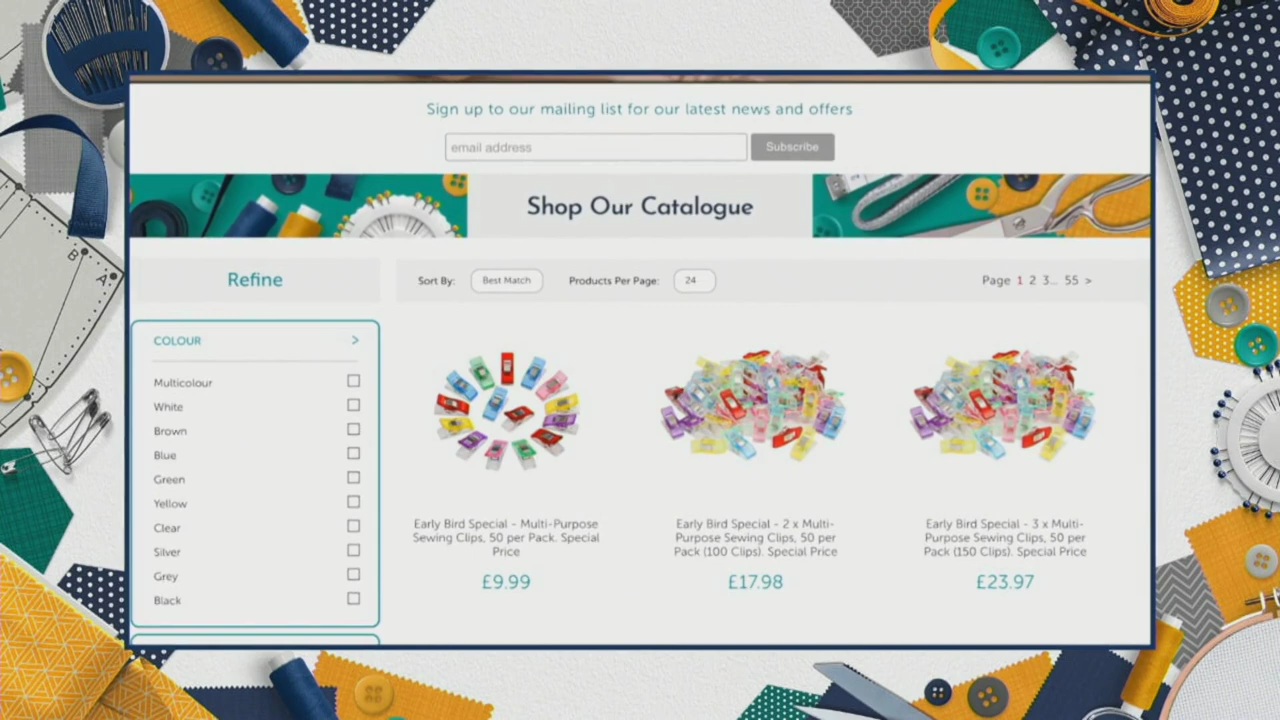 Sign up to our mailing list for our latest news and offers
email address
Subscribe
Shop Our Catalogue
Refine
Sort By: Best Match Products Per Page: 24 Page 1 2 3... 55 >
COLOUR >
Multicolour
White
Brown
Blue
Green
Yellow
Clear
Silver
Grey
Black
Early Bird Special - Multi-Purpose
Sewing Clips, 50 per Pack. Special
Price
£9.99
Early Bird Special - 2 x Multi-
Purpose Sewing Clips, 50 per
Pack (100 Clips). Special Price
£17.98
Early Bird Special - 3 x Multi-
Purpose Sewing Clips, 50 per
Pack (150 Clips). Special Price
£23.97
B
A